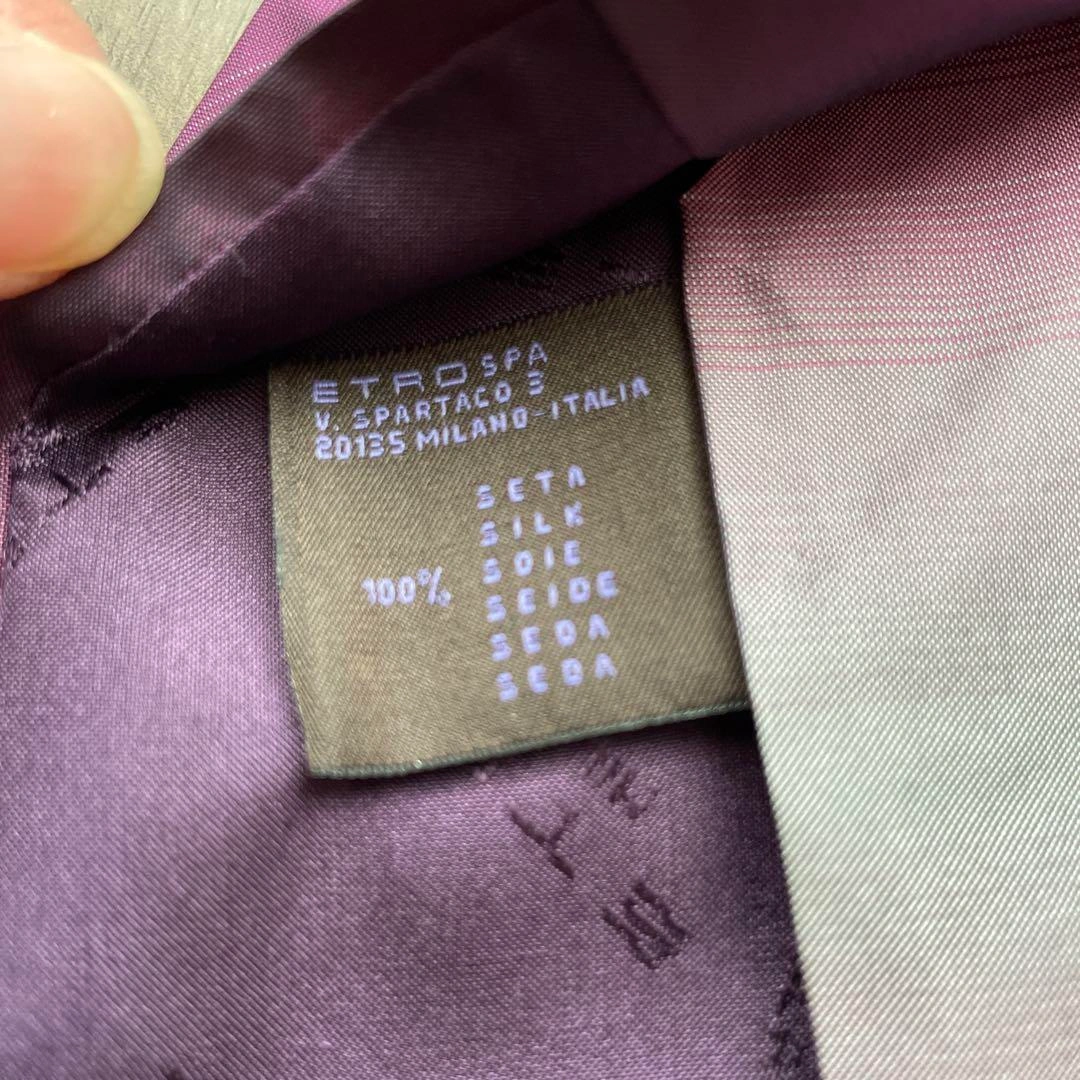 ETRO SPA
V. SPARTACO 3
20135 MILANO-ITALIA
SETA
SILK
SOIE
100%
SEIDE
SEDA
SEDA